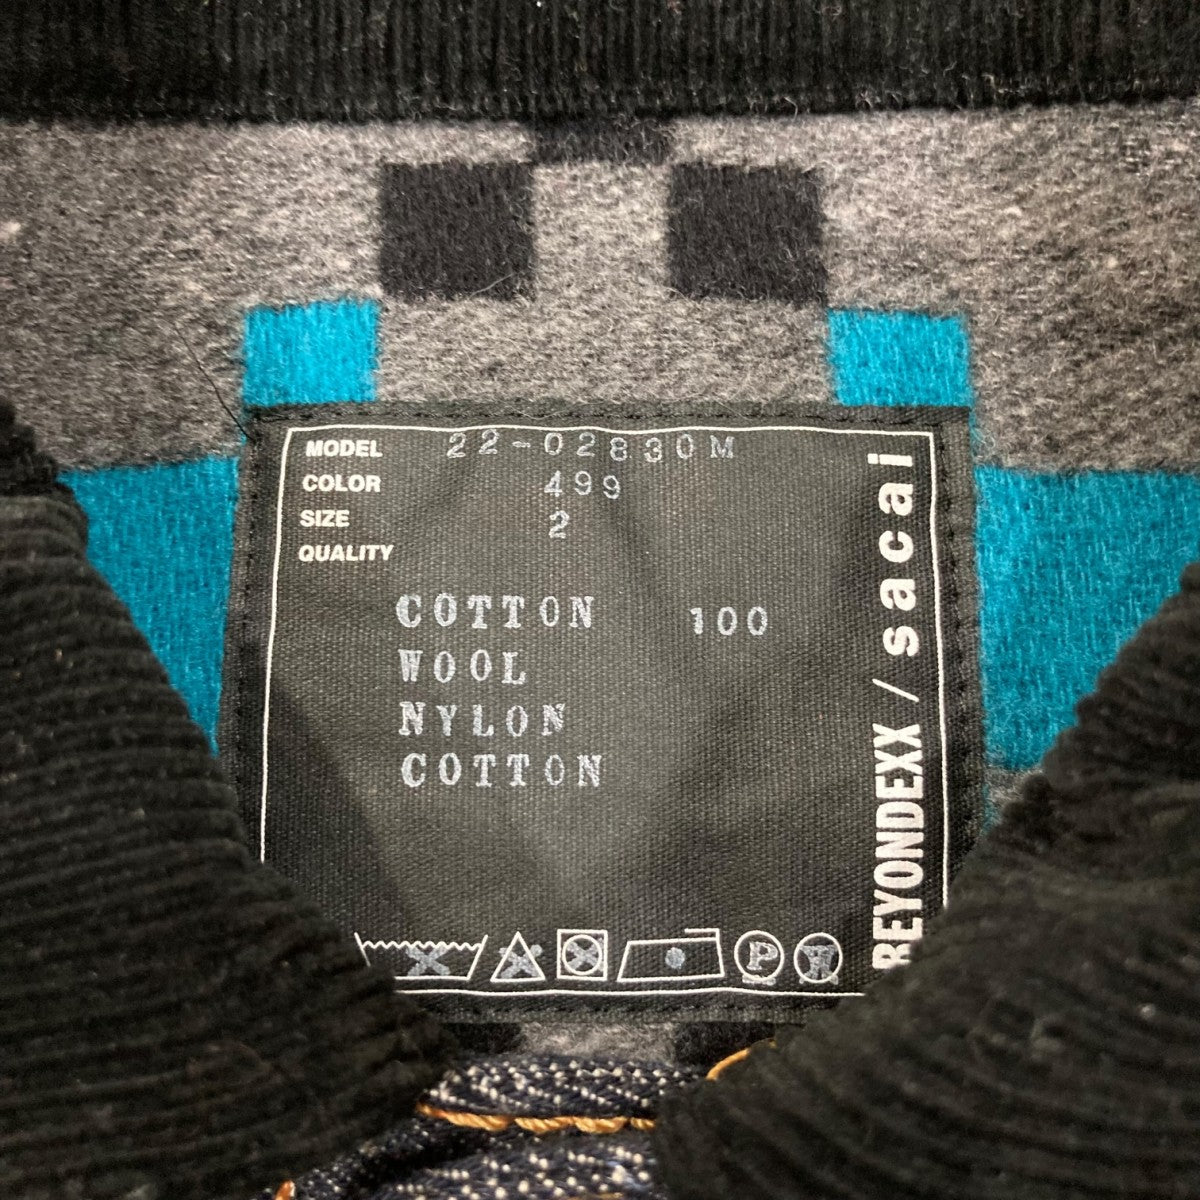 MODEL 22-02830M
COLOR 499
SIZE 2
QUALITY
COTTON 100
WOOL
NYLON
COTTON
P
W
BEYONDEXX / sacai